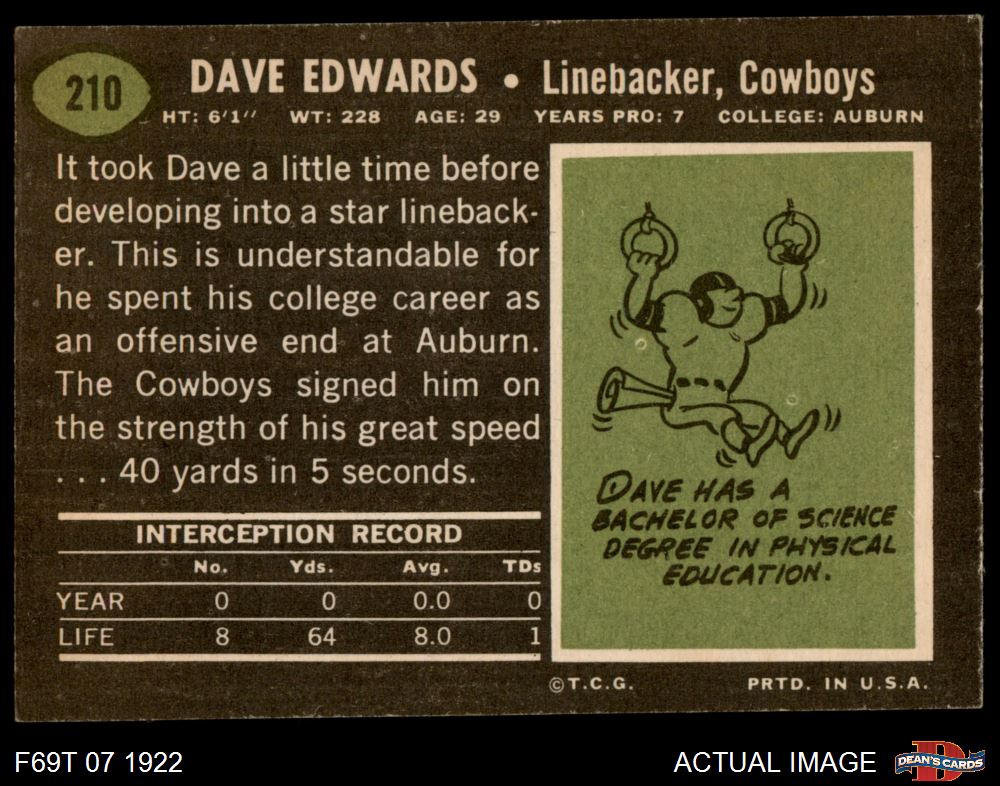 210
DAVE EDWARDS • Linebacker, Cowboys
HT: 6'1" WT: 228 AGE: 29 YEARS PRO: 7 COLLEGE: AUBURN
It took Dave a little time before
developing into a star lineback-
er. This is understandable for
he spent his college career as
an offensive end at Auburn.
The Cowboys signed him on
the strength of his great speed
. . . 40 yards in 5 seconds.
INTERCEPTION RECORD
No. Yds. Avg. TDs
YEAR 0 0 0.0 0
LIFE 8 64 8.0 1
DAVE HAS A
BACHELOR OF SCIENCE
DEGREE IN PHYSICAL
EDUCATION.
©T.C.G. PRTD. IN U.S.A.
F69T 07 1922
ACTUAL IMAGE
D
DEAN'S CARDS